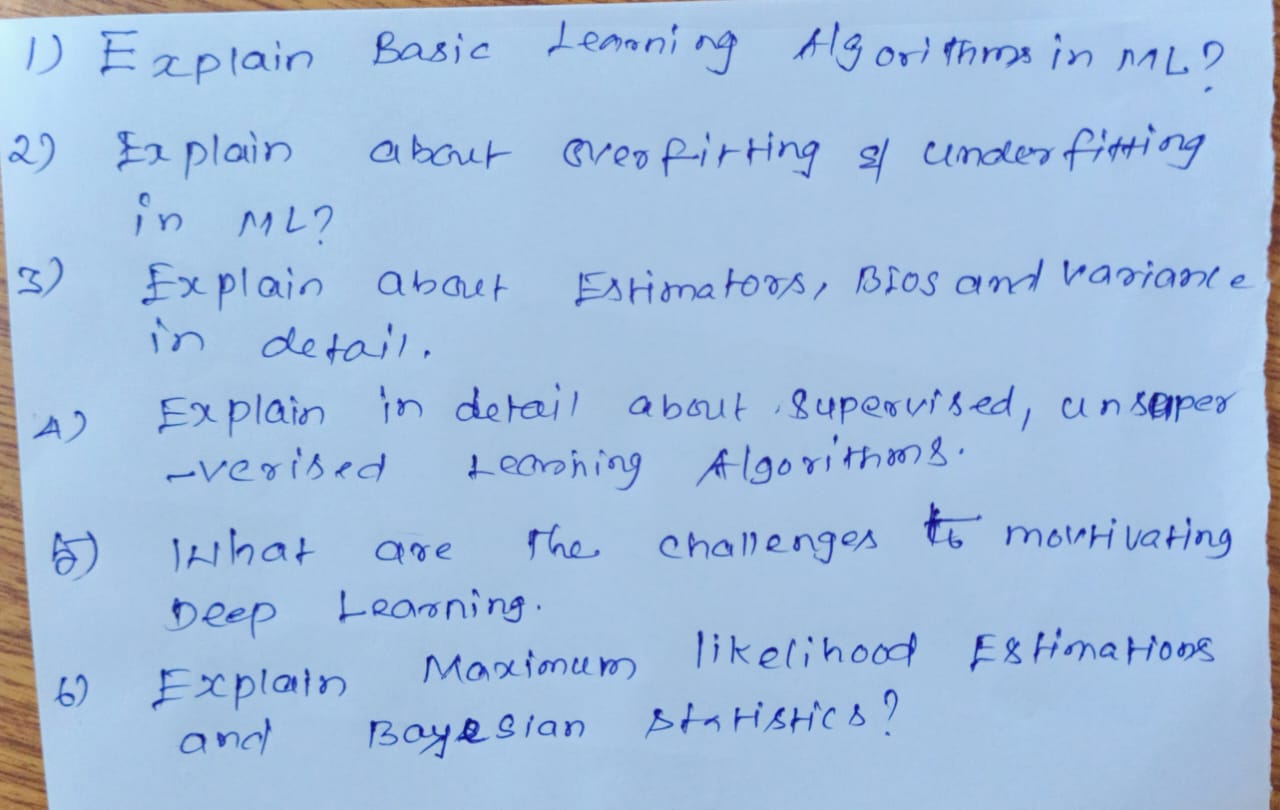 1) Explain Basic Learning Algorithms in ML?
2) Explain about overfitting & underfitting
in ML?
3) Explain about Estimators, Bios and variance
in detail.
4) Explain in detail about supervised, unsuper
-verised Learning Algorithms.
5) What are the challenges to moutivating
Deep Learning.
6) Explain Maximum likelihood Estimations
and Bayesian statistics?